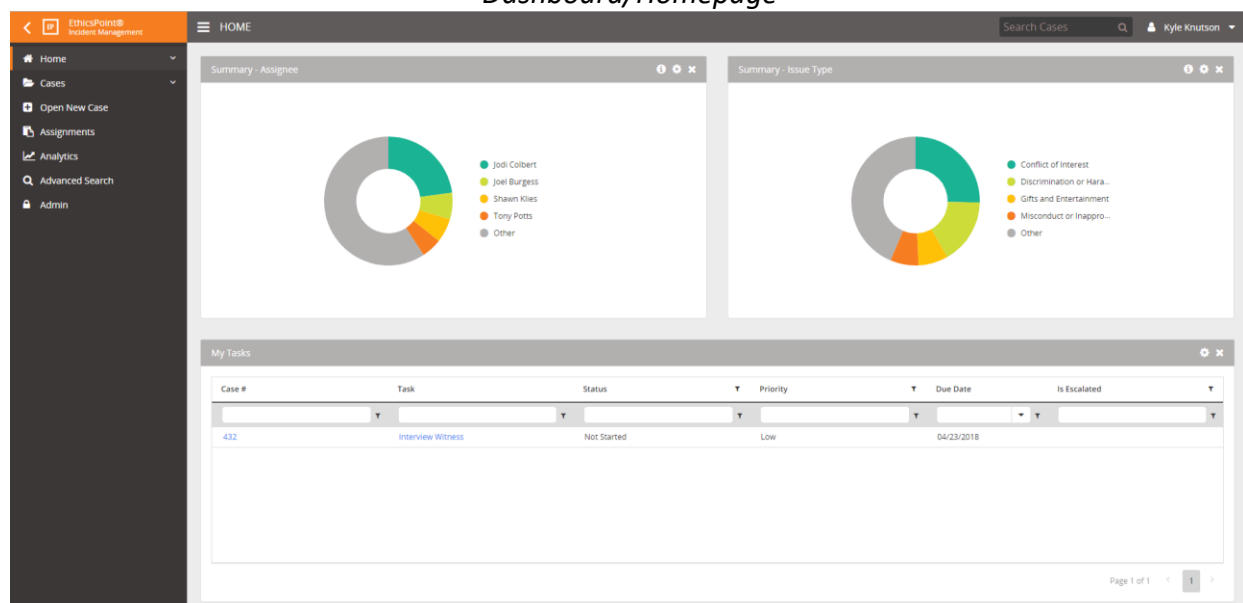 Dashboard/Homepage
EP
EthicsPoint®
Incident Management
HOME
Search Cases
Kyle Knutson
Home
Cases
Open New Case
Assignments
Analytics
Advanced Search
Admin
Summary - Assignee
Jodi Colbert
Joel Burgess
Shawn Klies
Tony Potts
Other
Summary - Issue Type
Conflict of Interest
Discrimination or Hara...
Gifts and Entertainment
Misconduct or Inappro...
Other
My Tasks
Case # Task Status Priority Due Date Is Escalated
432 Interview Witness Not Started Low 04/23/2018
Page 1 of 1 1